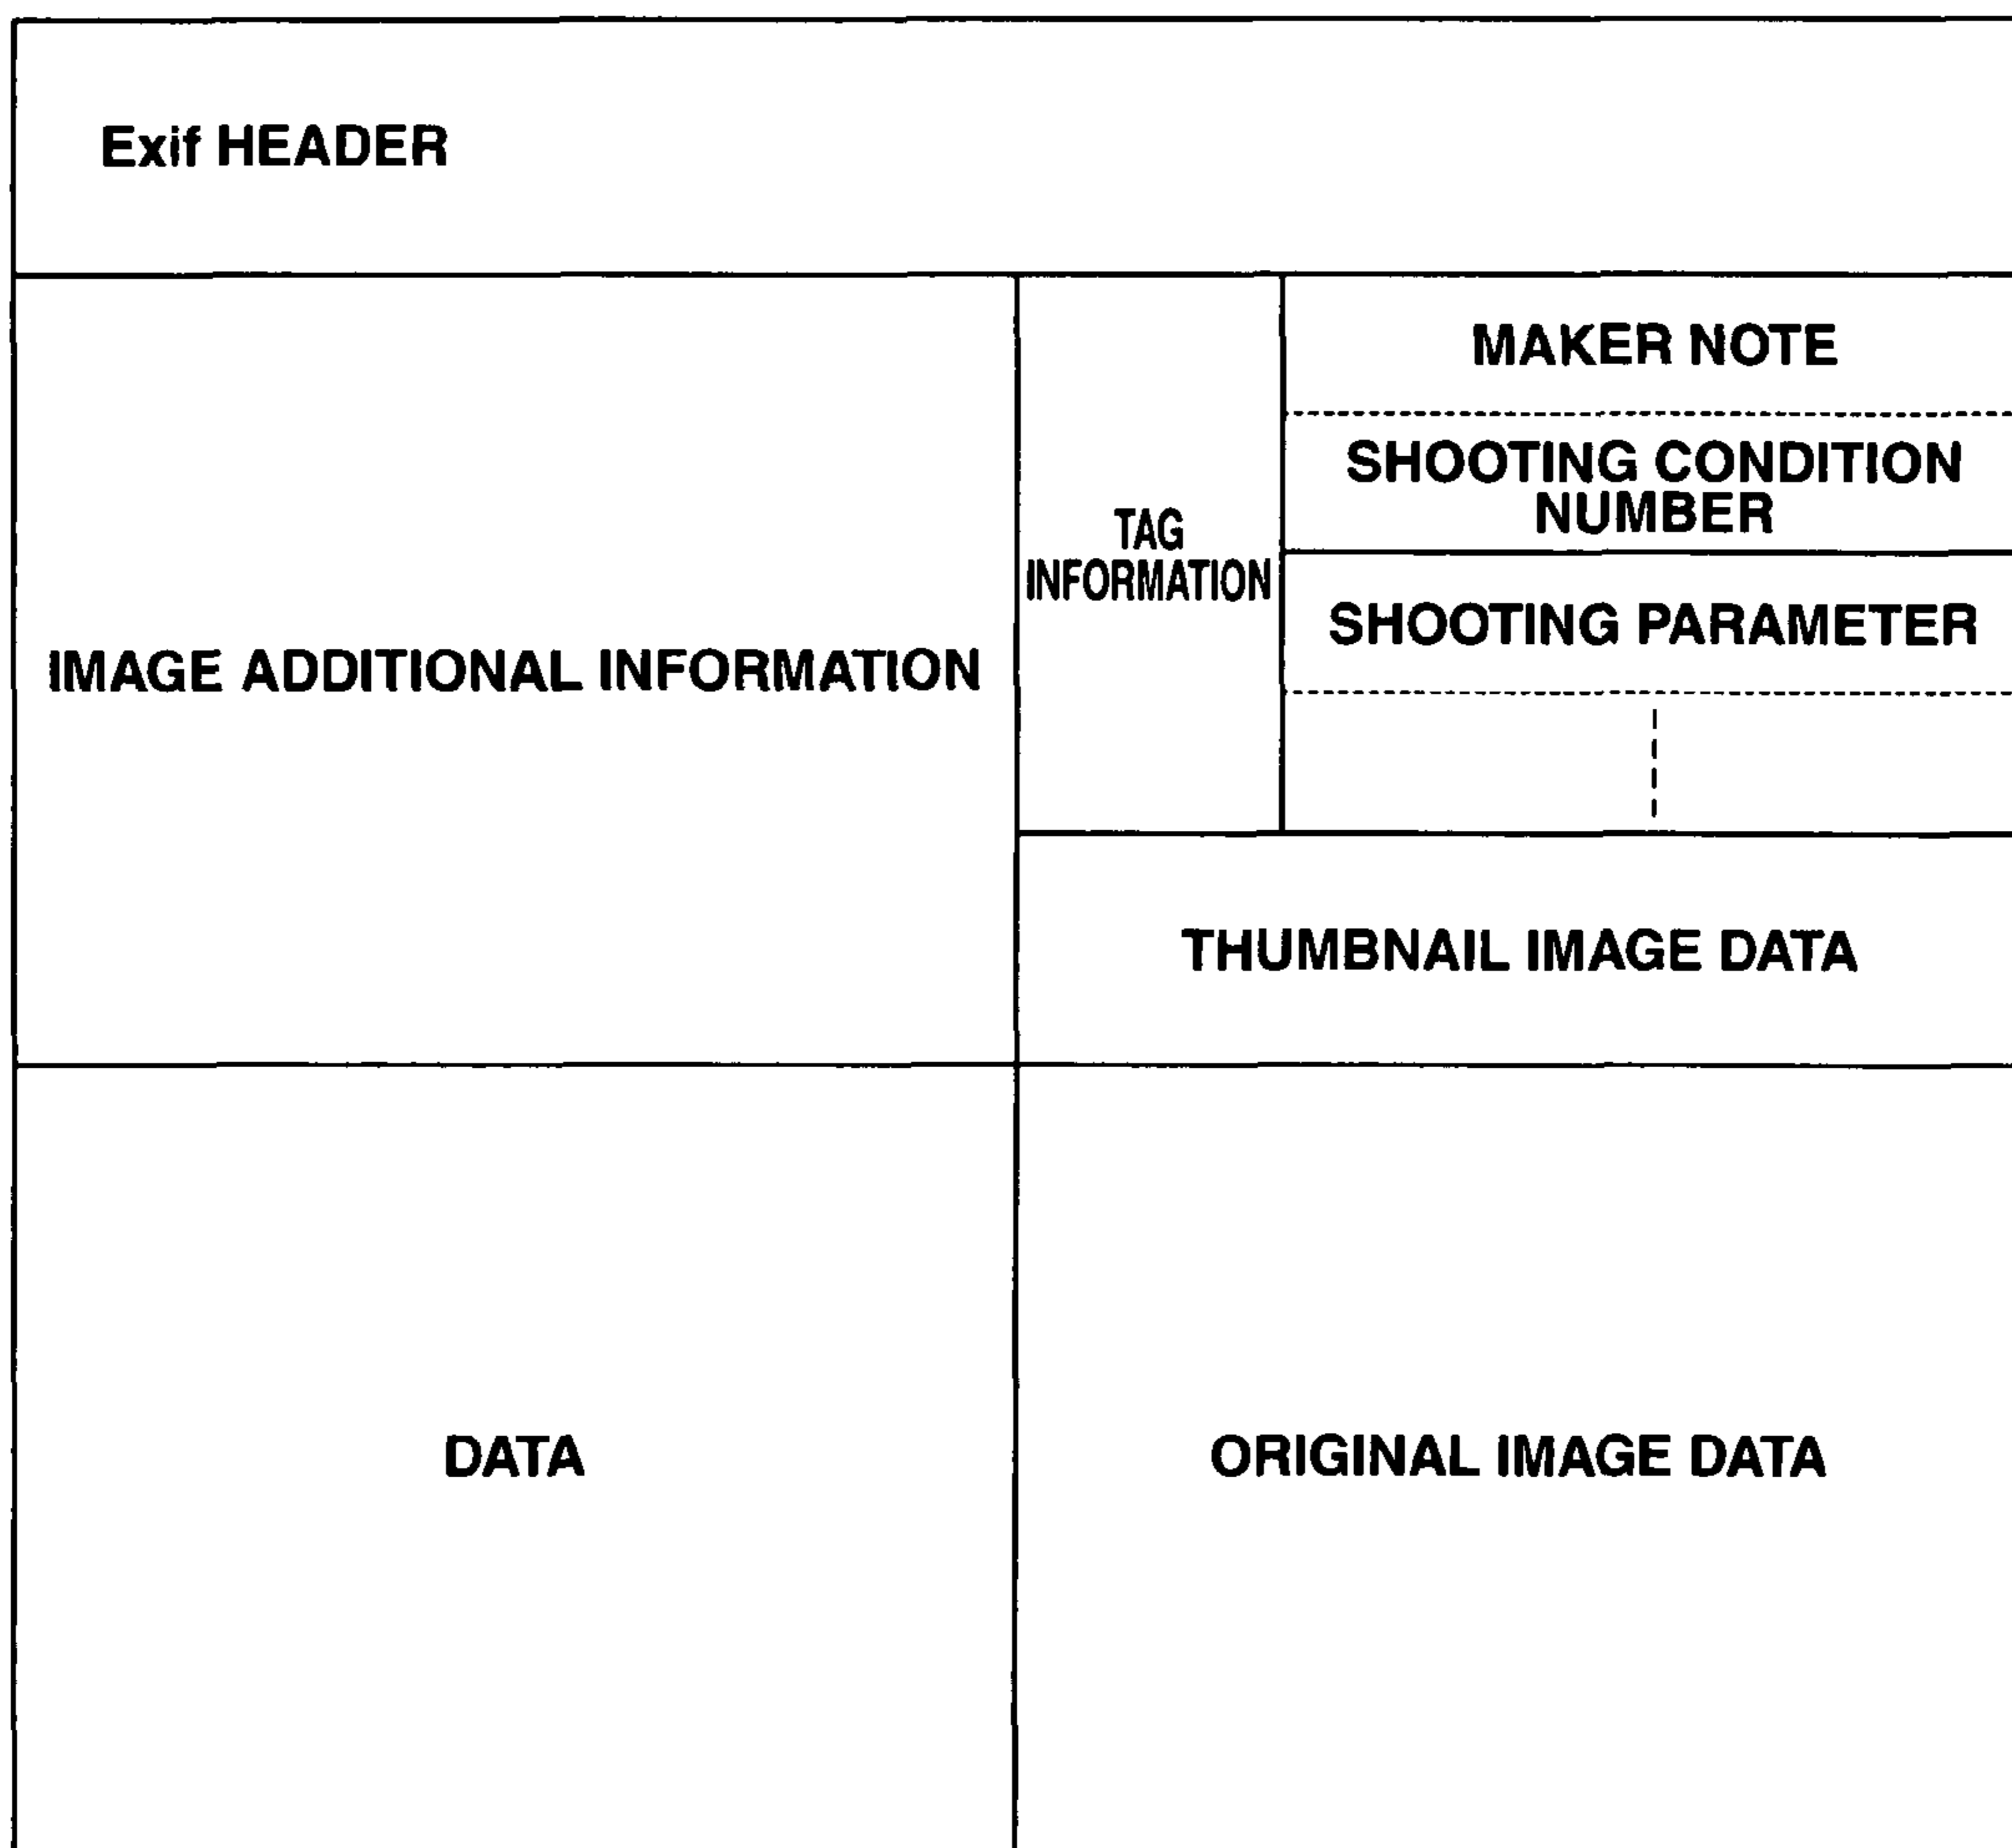 Exif HEADER
MAKER NOTE
SHOOTING CONDITION
NUMBER
TAG
INFORMATION
SHOOTING PARAMETER
IMAGE ADDITIONAL INFORMATION
THUMBNAIL IMAGE DATA
DATA
ORIGINAL IMAGE DATA